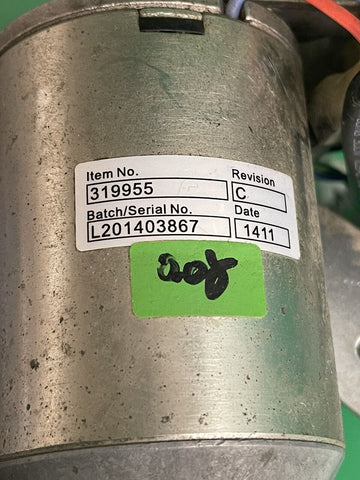 Item No. Revision
319955 C
Batch/Serial No. Date
L201403867 1411
208